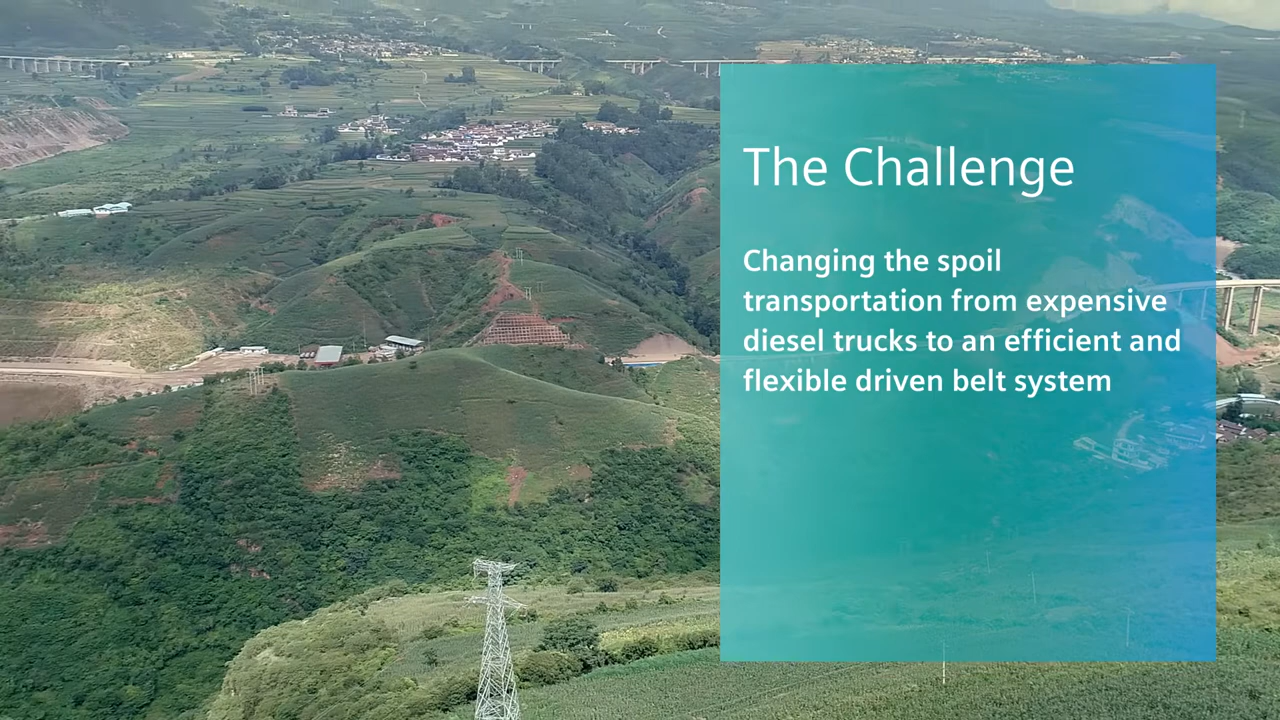 The Challenge
Changing the spoil
transportation from expensive
diesel trucks to an efficient and
flexible driven belt system